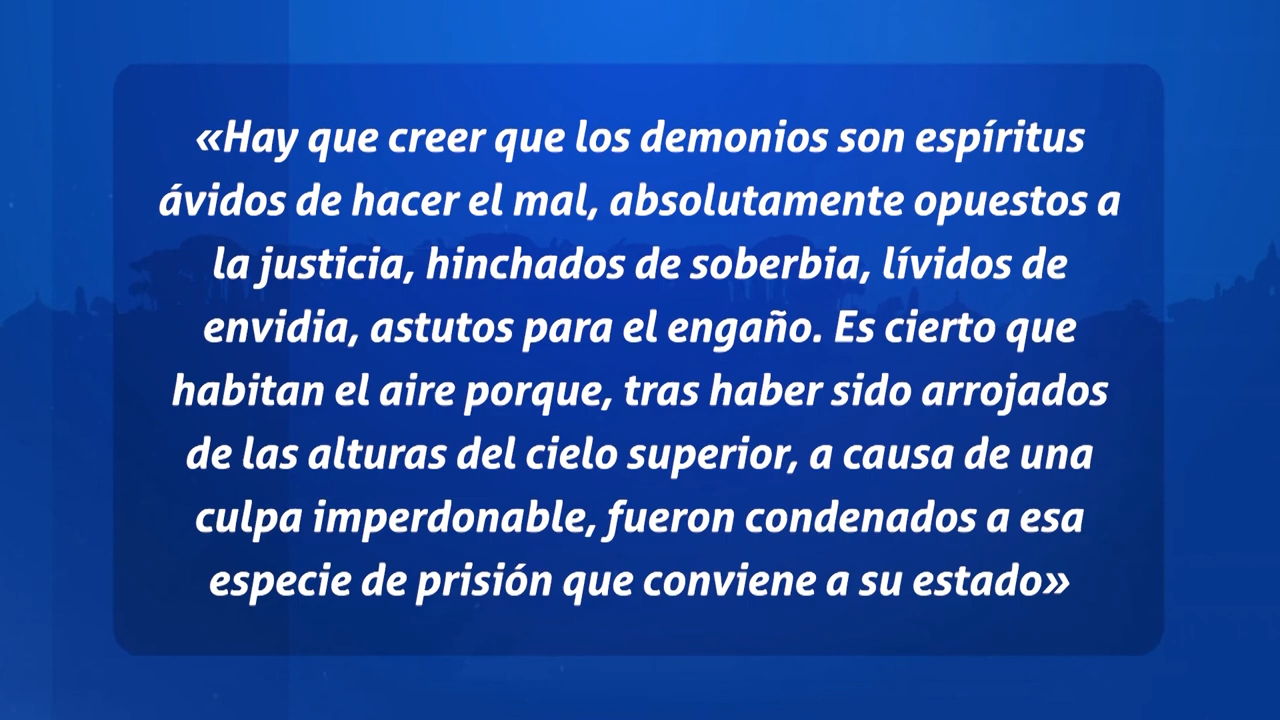 «Hay que creer que los demonios son espíritus
ávidos de hacer el mal, absolutamente opuestos a
la justicia, hinchados de soberbia, lívidos de
envidia, astutos para el engaño. Es cierto que
habitan el aire porque, tras haber sido arrojados
de las alturas del cielo superior, a causa de una
culpa imperdonable, fueron condenados a esa
especie de prisión que conviene a su estado»